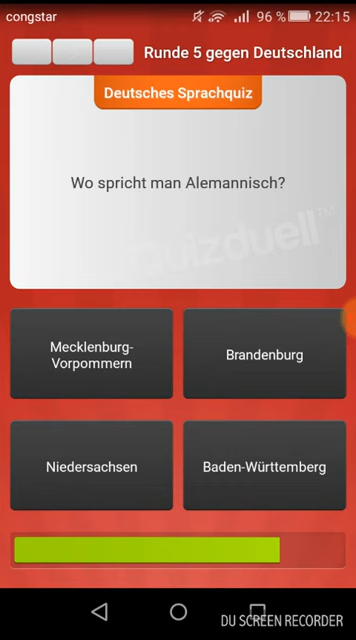 congstar 96 % 22:15
Runde 5 gegen Deutschland
Deutsches Sprachquiz
Wo spricht man Alemannisch?
Quizduell™
Mecklenburg-
Vorpommern
Brandenburg
Niedersachsen
Baden-Württemberg
DU SCREEN RECORDER